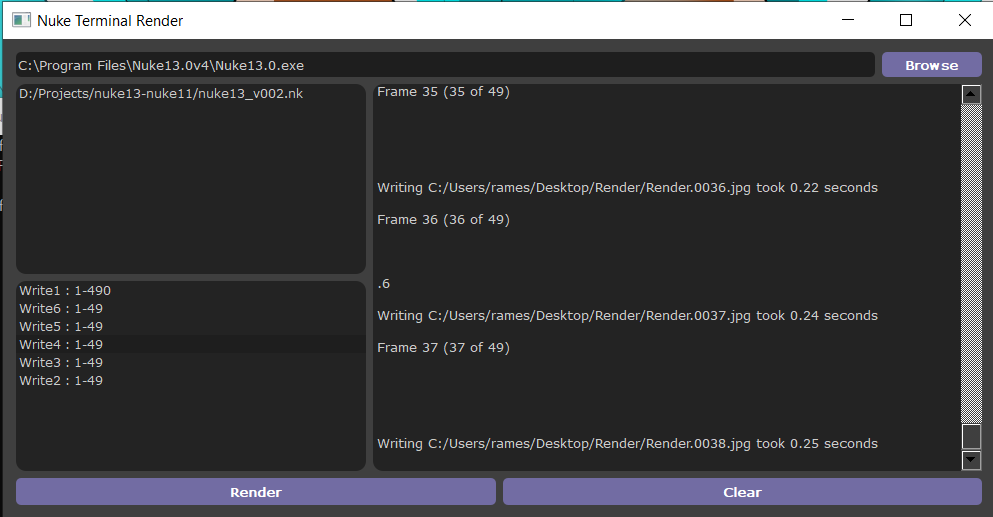 Nuke Terminal Render
C:\Program Files\Nuke13.0v4\Nuke13.0.exe
Browse
D:/Projects/nuke13-nuke11/nuke13_v002.nk
Write1 : 1-490
Write6 : 1-49
Write5 : 1-49
Write4 : 1-49
Write3 : 1-49
Write2 : 1-49
Frame 35 (35 of 49)
Writing C:/Users/rames/Desktop/Render/Render.0036.jpg took 0.22 seconds
Frame 36 (36 of 49)
.6
Writing C:/Users/rames/Desktop/Render/Render.0037.jpg took 0.24 seconds
Frame 37 (37 of 49)
Writing C:/Users/rames/Desktop/Render/Render.0038.jpg took 0.25 seconds
Render
Clear